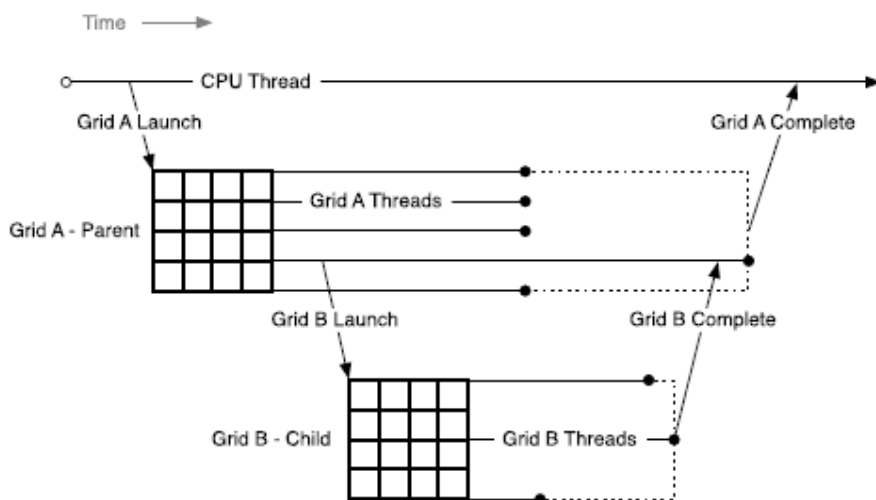 Time
CPU Thread
Grid A Launch
Grid A Complete
Grid A Threads
Grid A - Parent
Grid B Launch
Grid B Complete
Grid B - Child
Grid B Threads